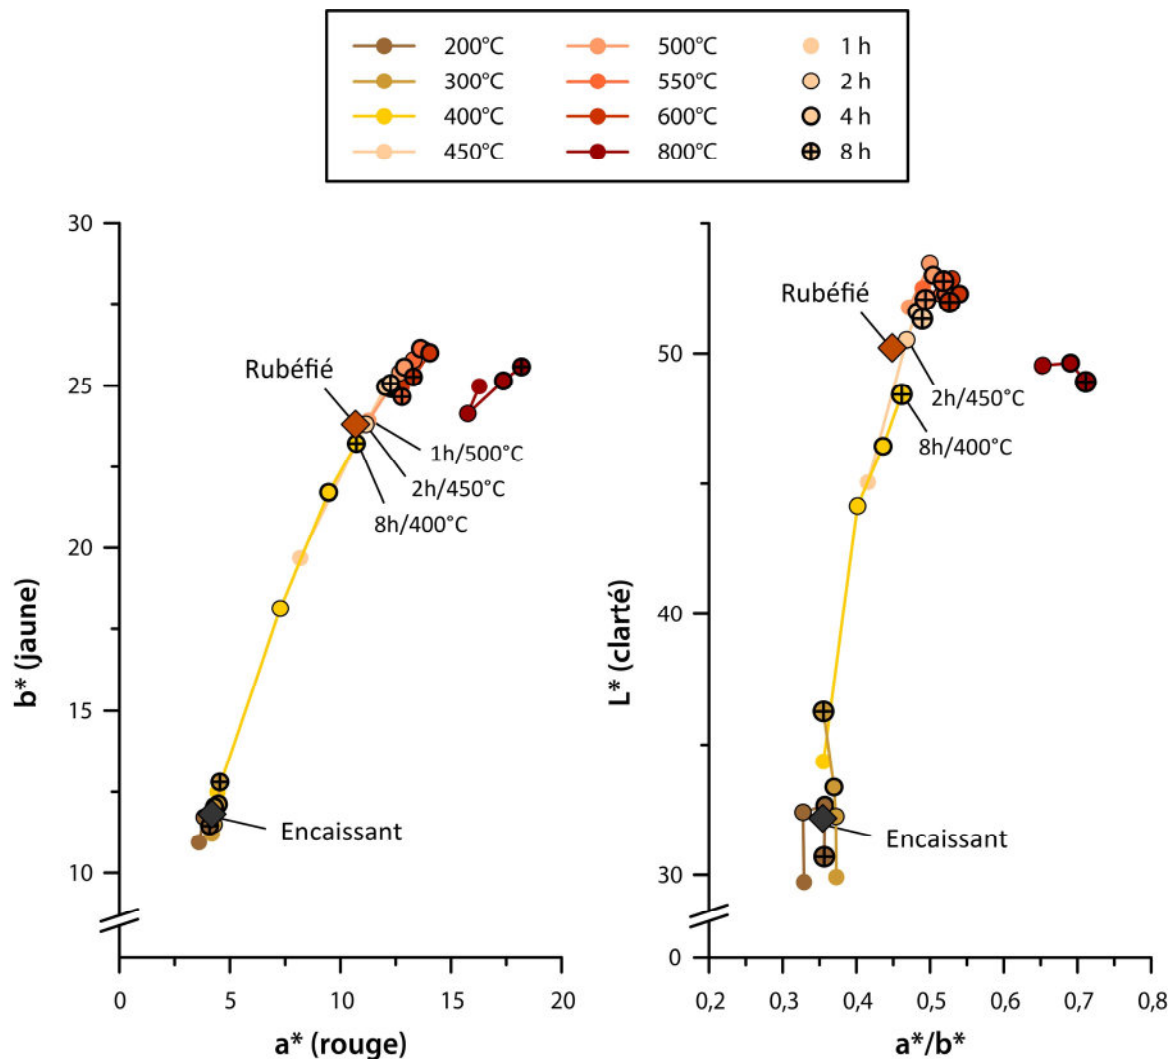 200°C 500°C 1 h
300°C 550°C 2 h
400°C 600°C 4 h
450°C 800°C 8 h
30
25
20
15
10
b* (jaune)
Rubéfié
1h/500°C
2h/450°C
8h/400°C
Encaissant
0 5 10 15 20
a* (rouge)
50
40
30
0
L* (clarté)
Rubéfié
2h/450°C
8h/400°C
Encaissant
0,2 0,3 0,4 0,5 0,6 0,7 0,8
a*/b*